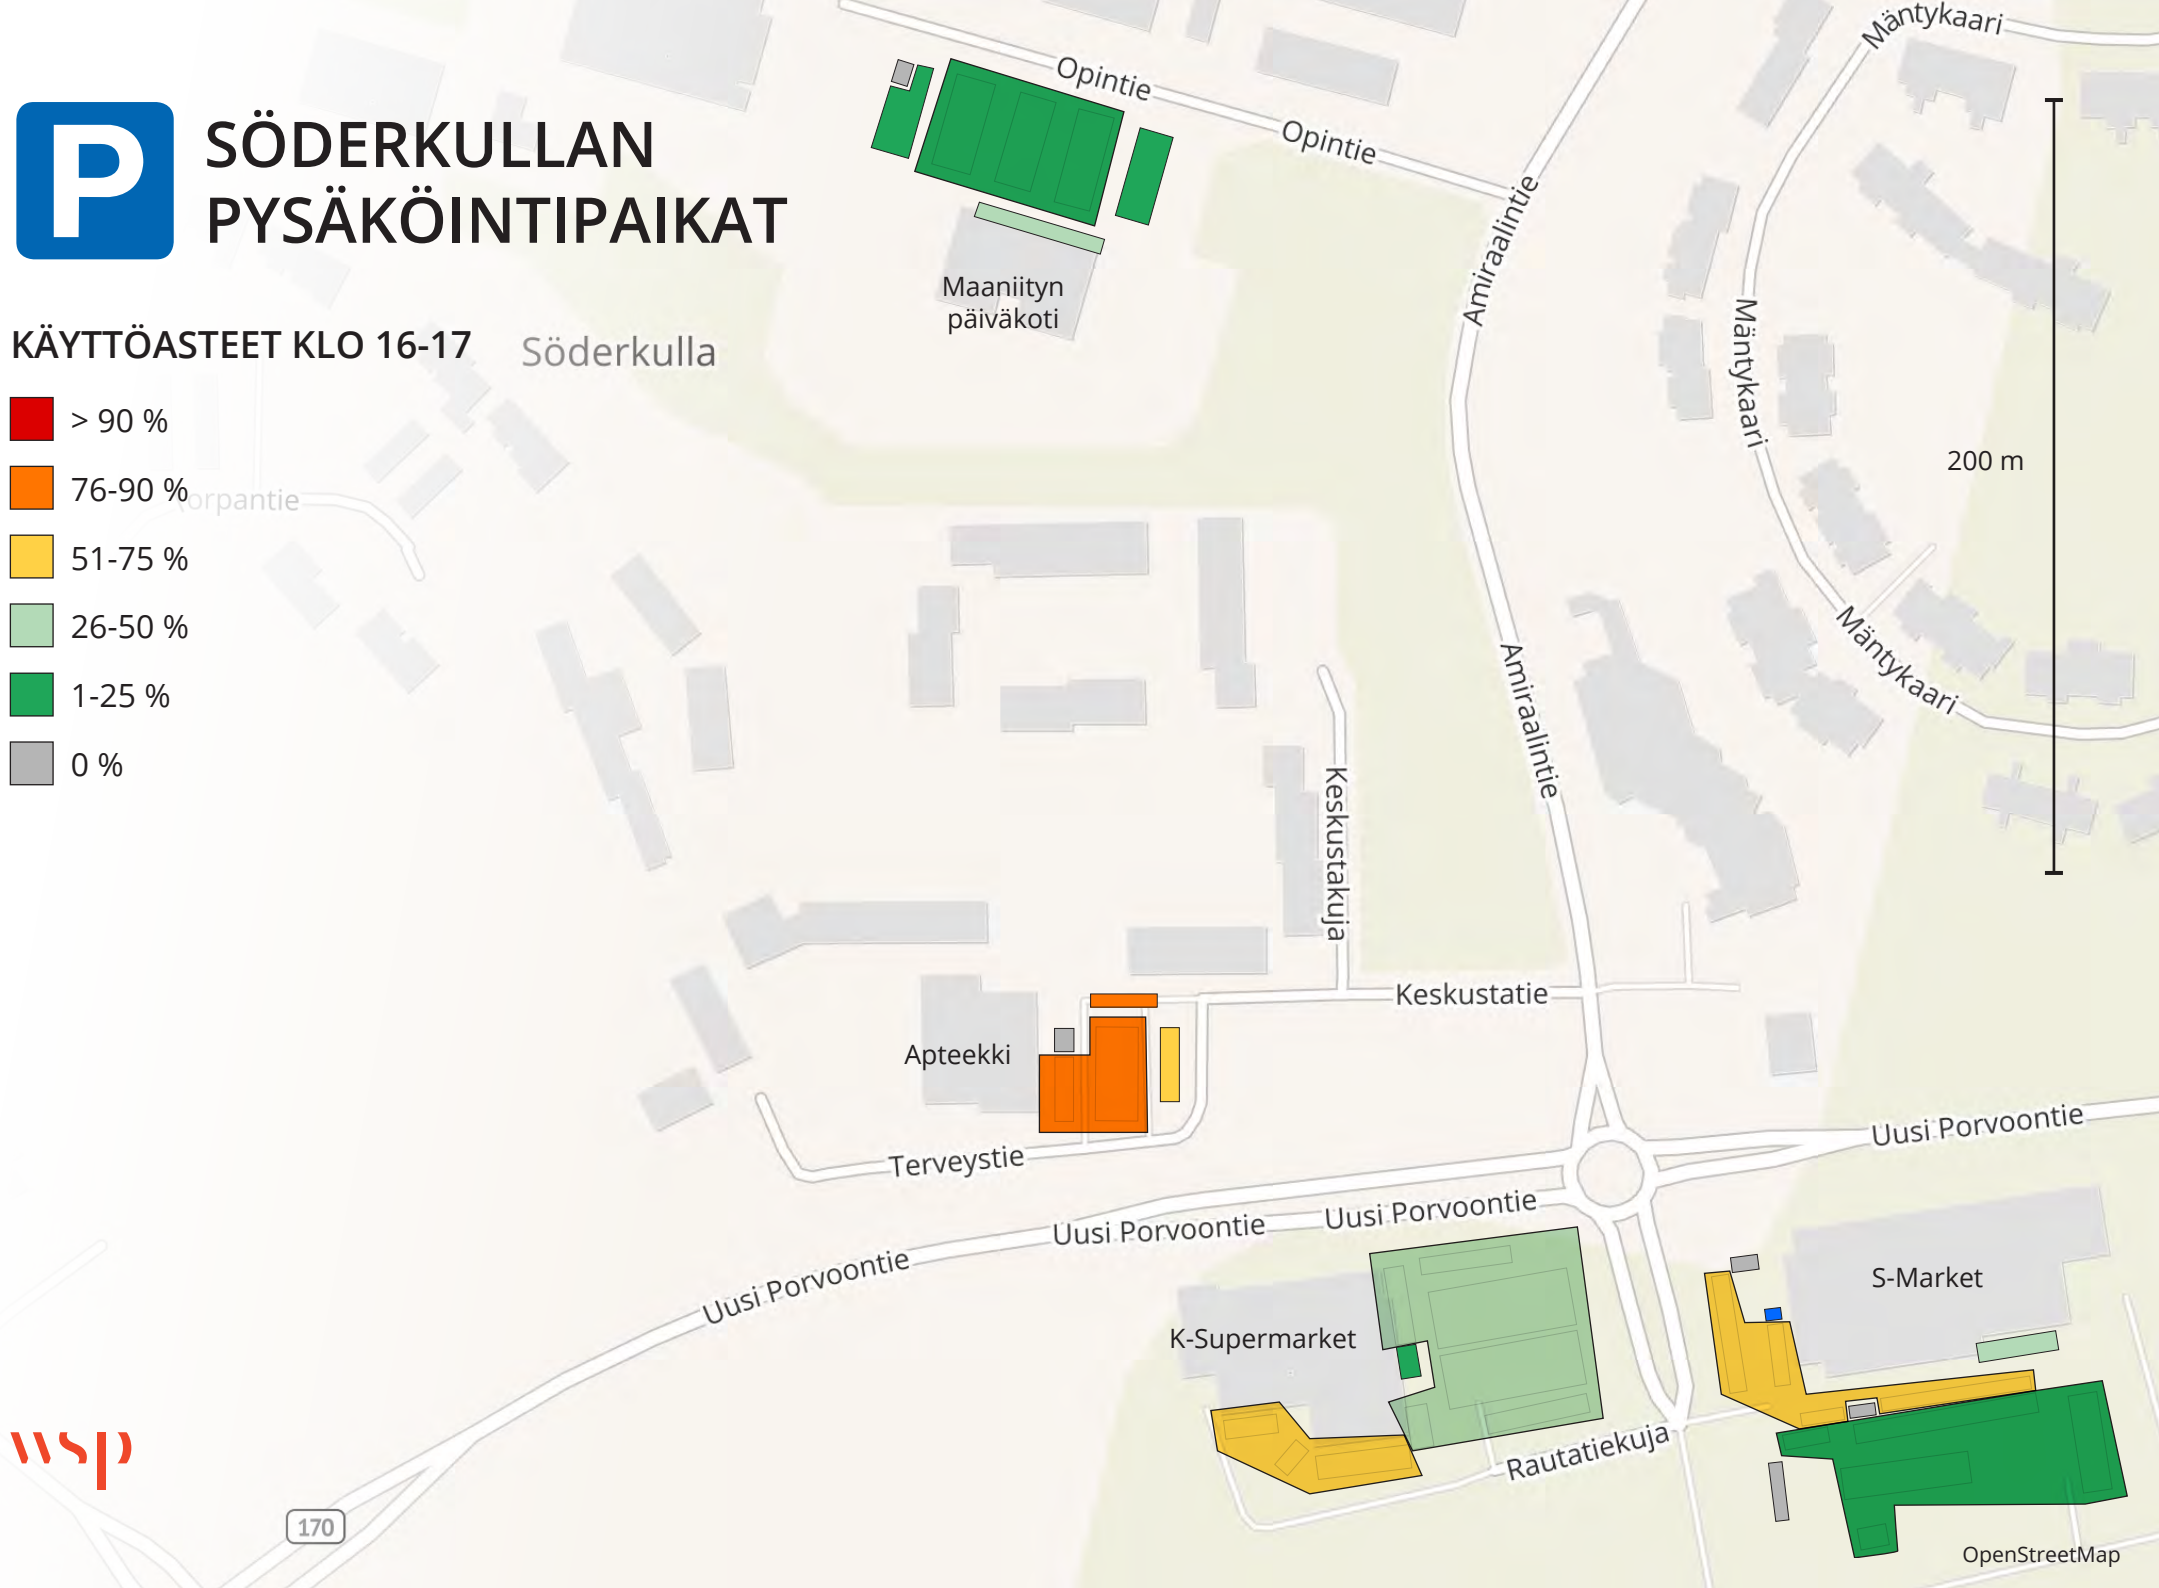 P
SÖDERKULLAN
PYSÄKÖINTIPAIKAT
KÄYTTÖASTEET KLO 16-17
> 90 %
76-90 %
51-75 %
26-50 %
1-25 %
0 %
Söderkulla
orpantie
Opintie
Opintie
Maaniityn
päiväkoti
Amiraalintie
Amiraalintie
Mäntykaari
Mäntykaari
Mäntykaari
200 m
Keskustakuja
Keskustatie
Apteekki
Terveystie
Uusi Porvoontie
Uusi Porvoontie
Uusi Porvoontie
Uusi Porvoontie
K-Supermarket
S-Market
Rautatiekuja
wsp
170
OpenStreetMap